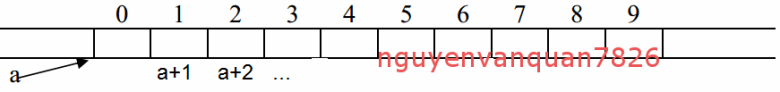 0 1 2 3 4 5 6 7 8 9
nguyenvanquan7826
a a+1 a+2 ...